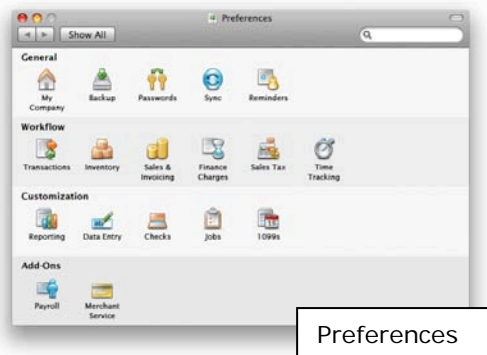 Preferences
Show All
General
My Company
Backup
Passwords
Sync
Reminders
Workflow
Transactions
Inventory
Sales & Invoicing
Finance Charges
Sales Tax
Time Tracking
Customization
Reporting
Data Entry
Checks
Jobs
1099s
Add-Ons
Payroll
Merchant Service
Preferences